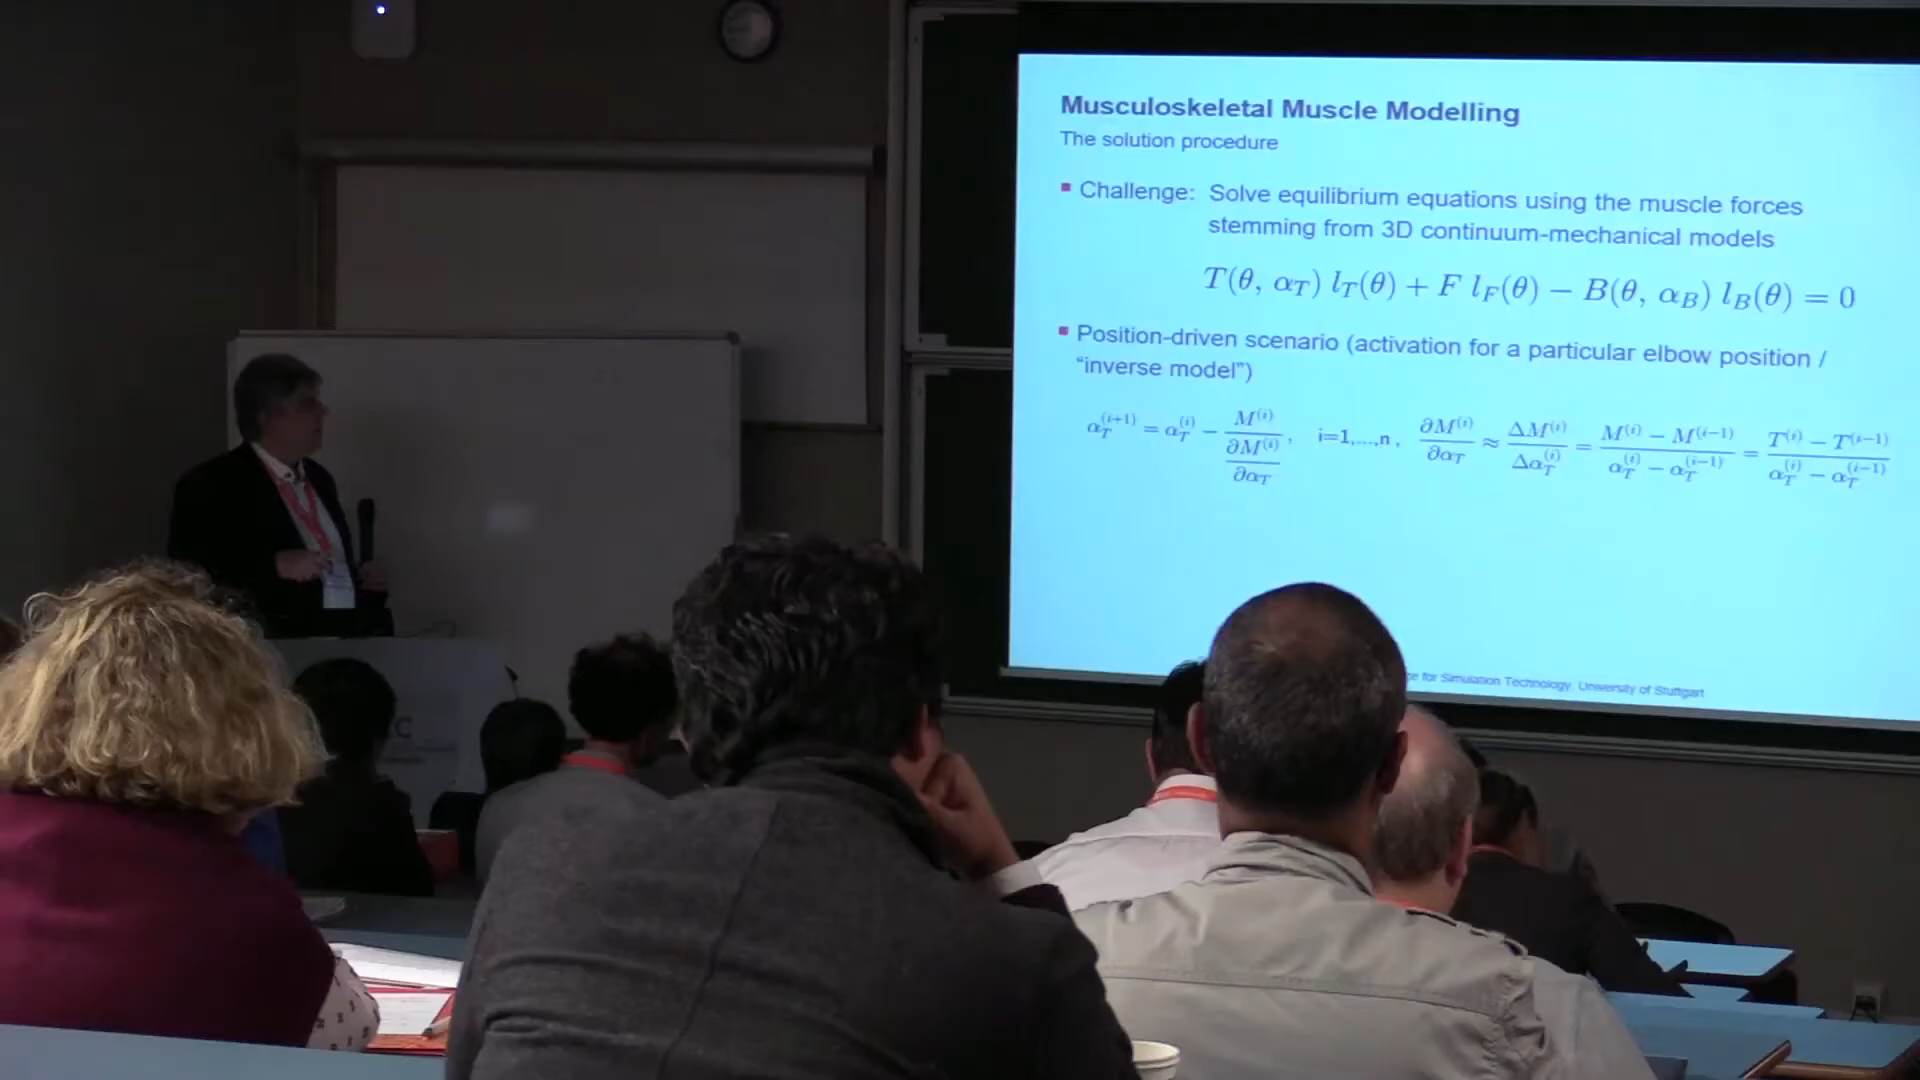 Musculoskeletal Muscle Modelling
The solution procedure
Challenge: Solve equilibrium equations using the muscle forces
stemming from 3D continuum-mechanical models
T(θ, α_T) l_T(θ) + F l_F(θ) − B(θ, α_B) l_B(θ) = 0
Position-driven scenario (activation for a particular elbow position /
“inverse model”)
α_T^(i+1) = α_T^(i) − M^(i) / (∂M^(i) / ∂α_T), i=1,...,n, ∂M^(i) / ∂α_T ≈ ΔM^(i) / Δα_T^(i) = (M^(i) − M^(i−1)) / (α_T^(i) − α_T^(i−1)) = (T^(i) − T^(i−1)) / (α_T^(i) − α_T^(i−1))
for Simulation Technology, University of Stuttgart